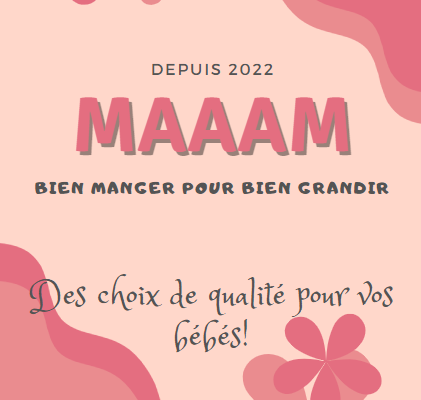 DEPUIS 2022
MAAAM
BIEN MANGER POUR BIEN GRANDIR
Des choix de qualité pour vos
bébés!